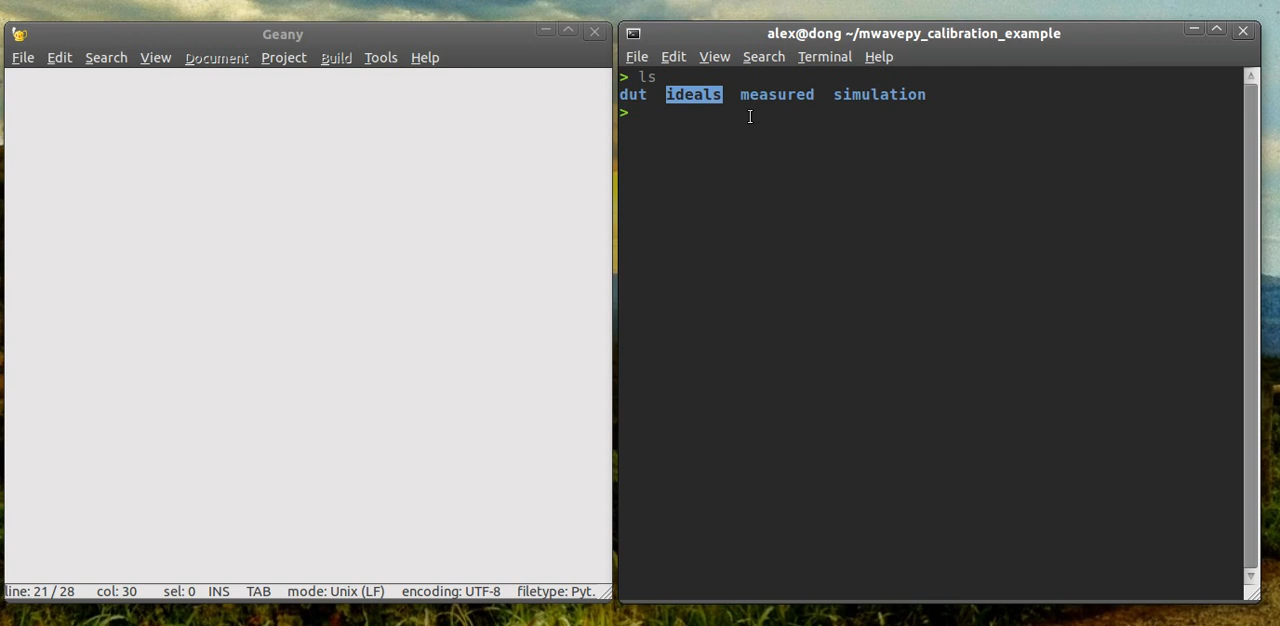 Geany
File Edit Search View Document Project Build Tools Help
line: 21 / 28 col: 30 sel: 0 INS TAB mode: Unix (LF) encoding: UTF-8 filetype: Pyt.
alex@dong ~/mwavepy_calibration_example
File Edit View Search Terminal Help
> ls
dut ideals measured simulation
>